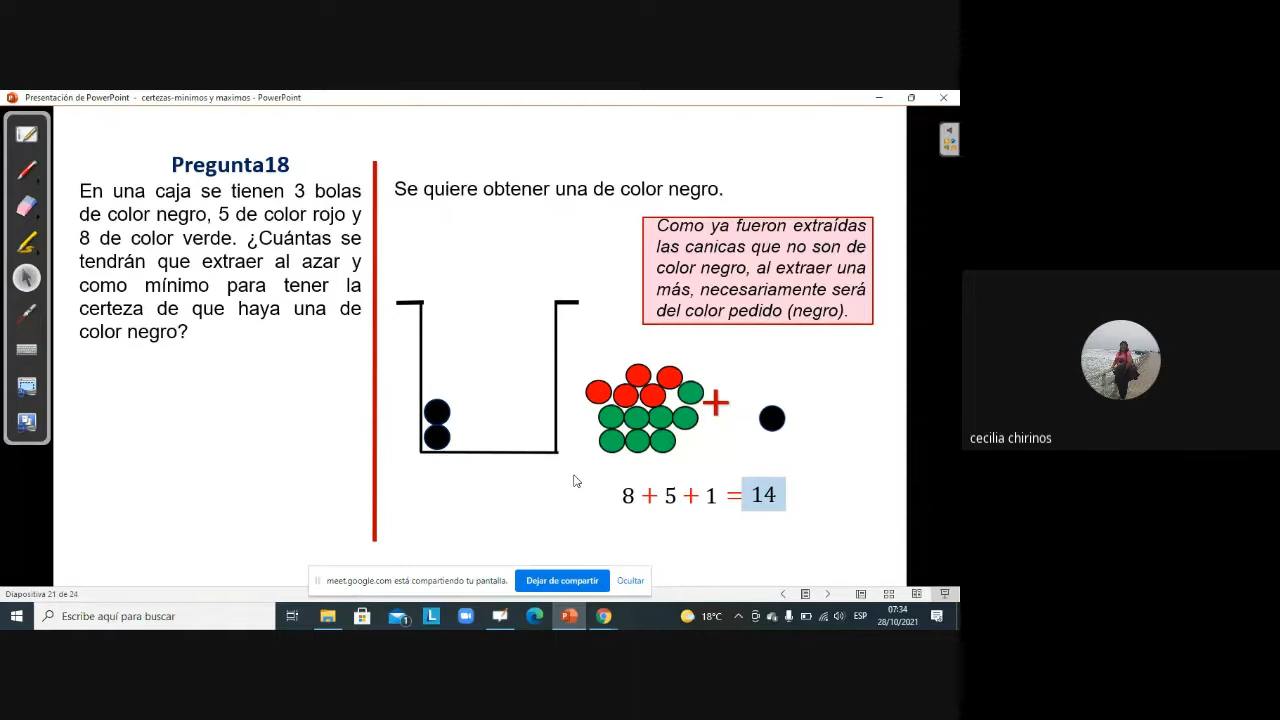 Presentación de PowerPoint - certezas-minimos y maximos - PowerPoint
Pregunta18
En una caja se tienen 3 bolas
de color negro, 5 de color rojo y
8 de color verde. ¿Cuántas se
tendrán que extraer al azar y
como mínimo para tener la
certeza de que haya una de
color negro?
Se quiere obtener una de color negro.
Como ya fueron extraídas
las canicas que no son de
color negro, al extraer una
más, necesariamente será
del color pedido (negro).
+
8 + 5 + 1 = 14
cecilia chirinos
meet.google.com está compartiendo tu pantalla.
Dejar de compartir
Ocultar
Diapositiva 21 de 24
Escribe aquí para buscar
1
L
18°C
ESP
07:34
28/10/2021